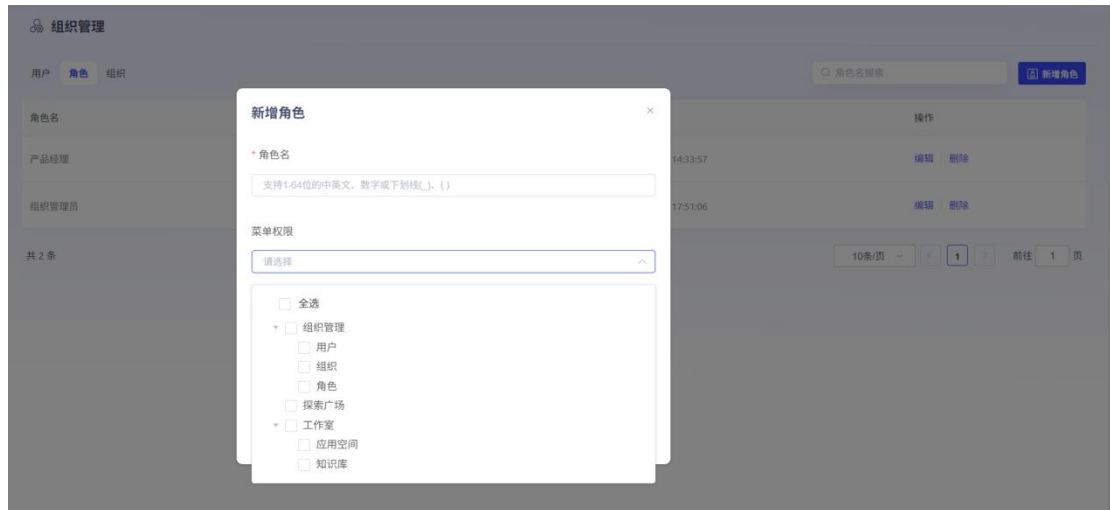 组织管理
用户 角色 组织 角色名搜索 新增角色
角色名 操作
产品经理 14:33:57 编辑 删除
组织管理员 17:51:06 编辑 删除
共 2 条 10条/页 1 前往 1 页
新增角色
* 角色名
支持1-64位的中英文、数字或下划线(_)、( )
菜单权限
请选择
全选
组织管理
用户
组织
角色
探索广场
工作室
应用空间
知识库